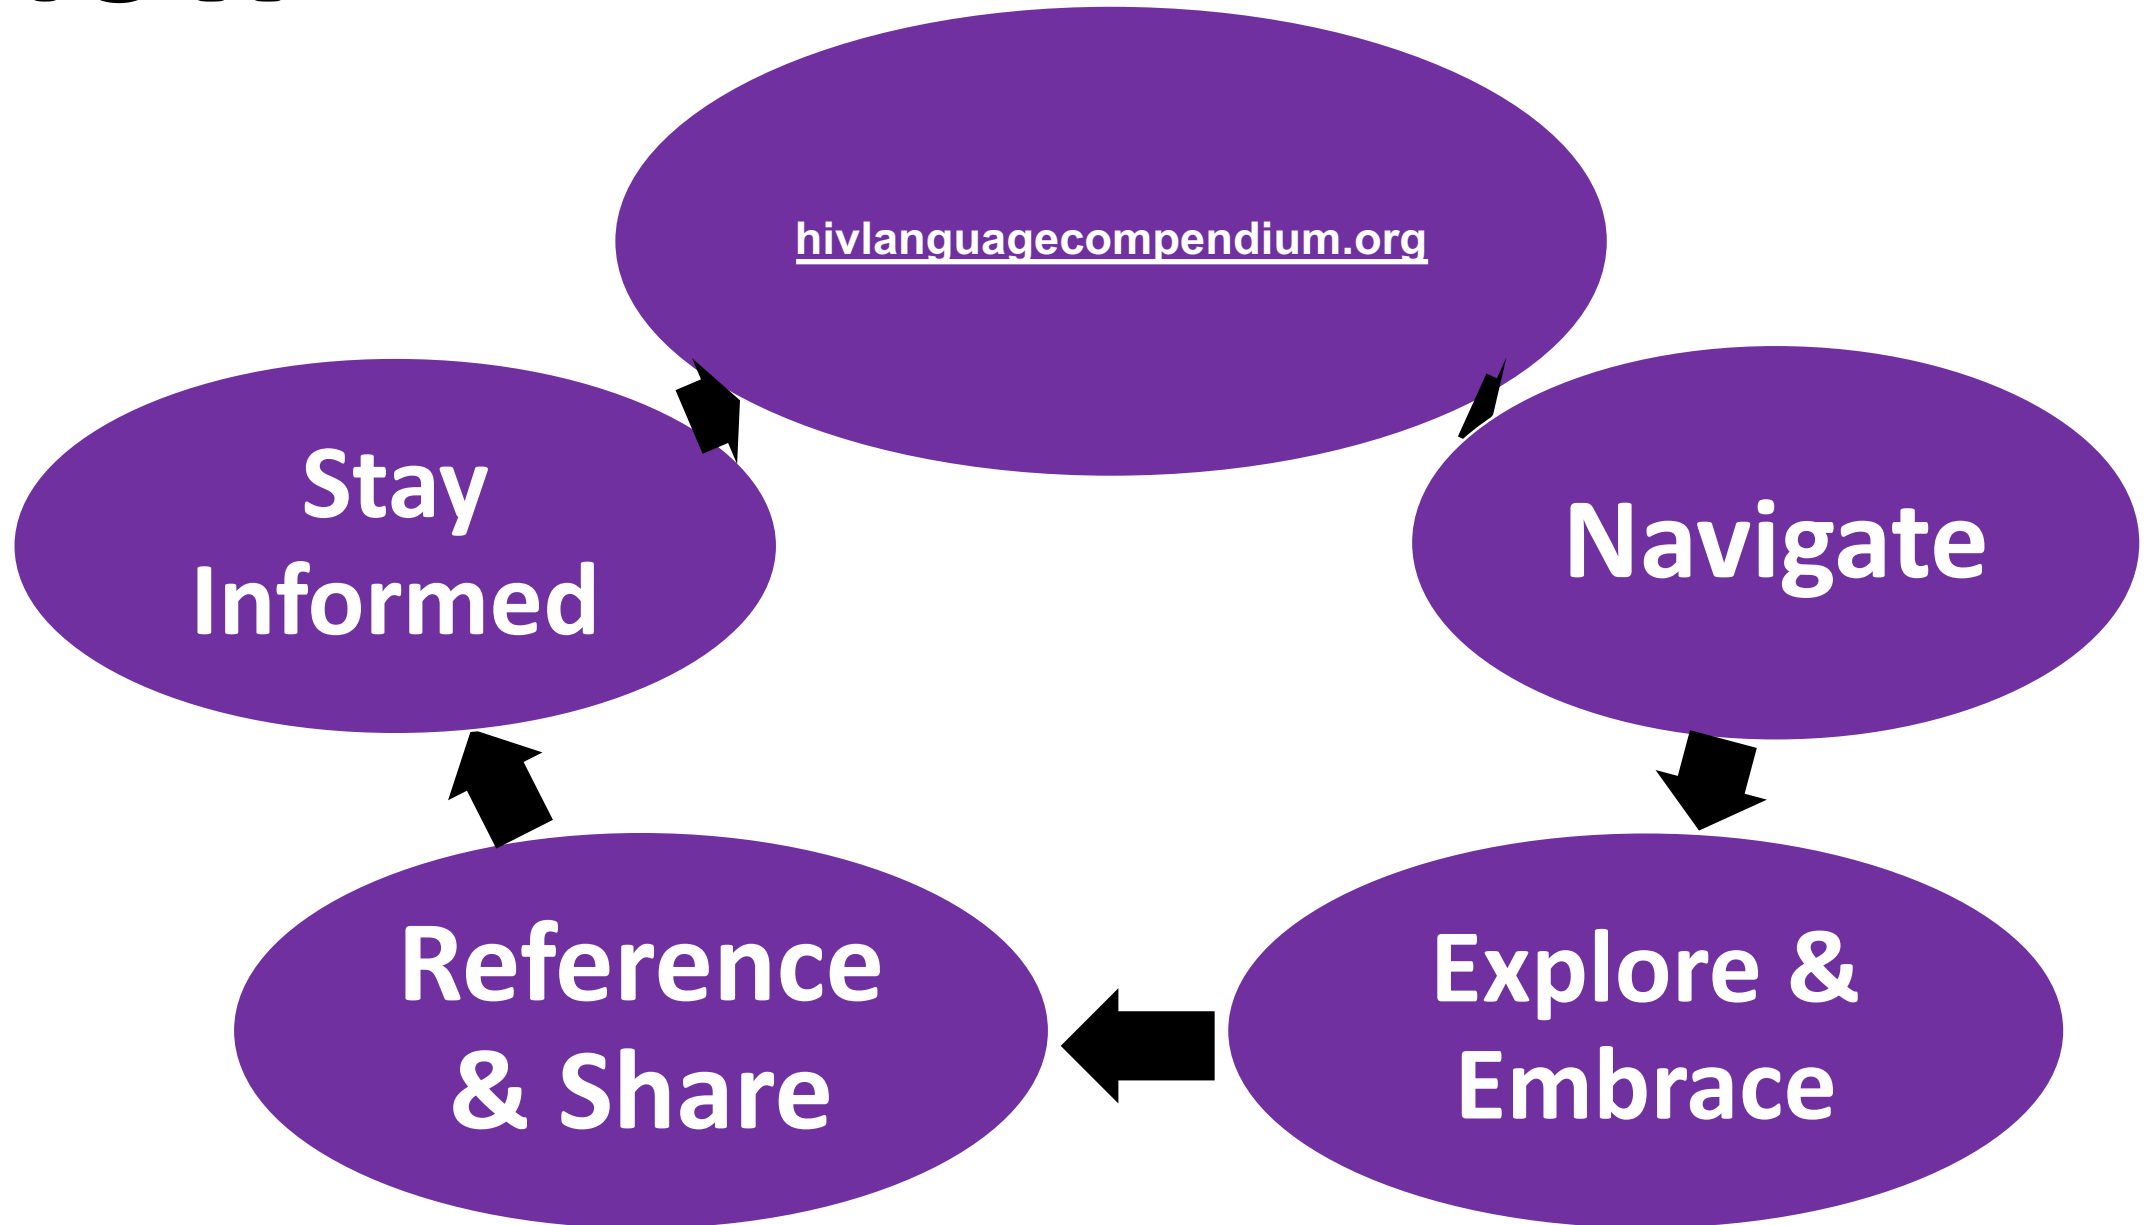 hivlanguagecompendium.org
Navigate
Explore &
Embrace
Reference
& Share
Stay
Informed